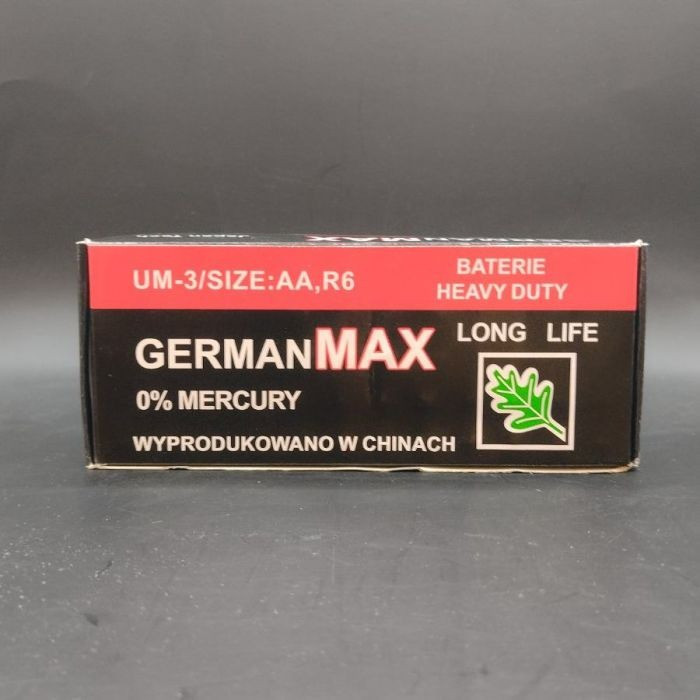 UM-3/SIZE:AA,R6
BATERIE
HEAVY DUTY
GERMANMAX
LONG LIFE
0% MERCURY
WYPRODUKOWANO W CHINACH